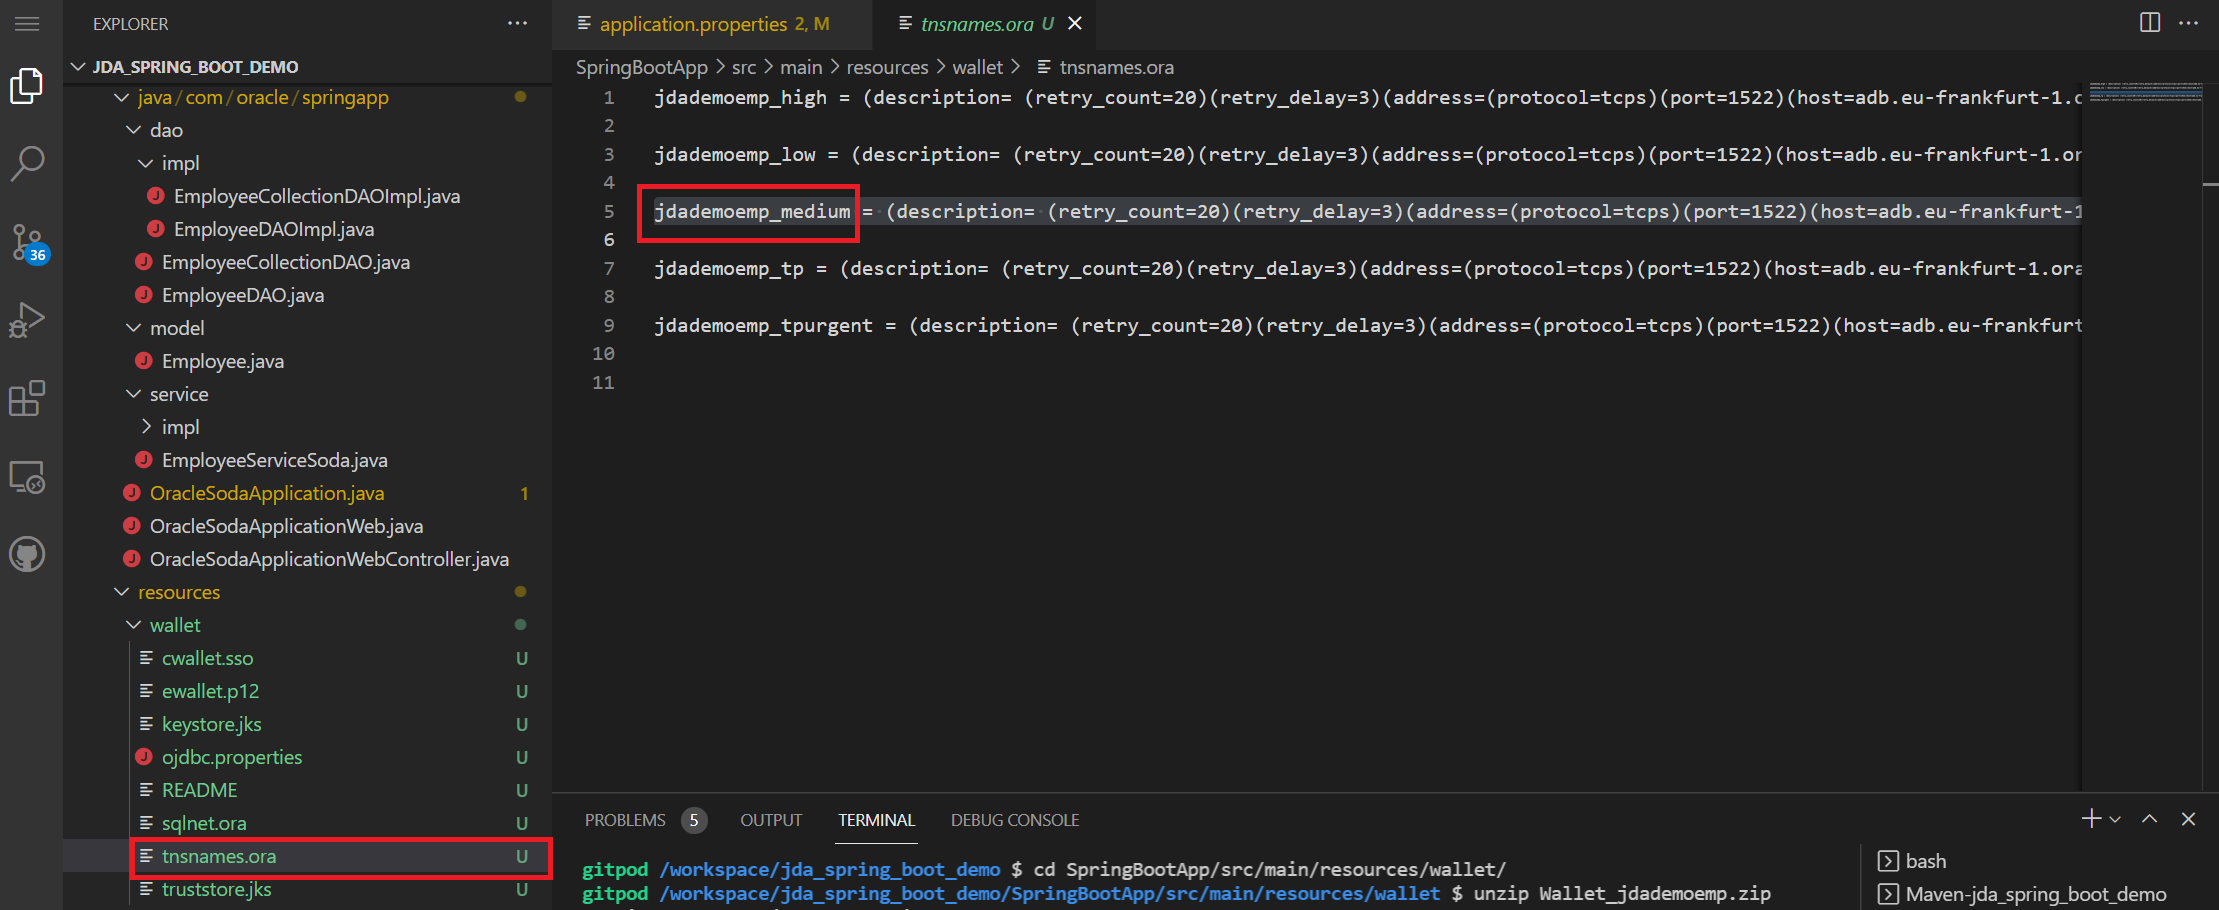 EXPLORER
JDA_SPRING_BOOT_DEMO
java/com/oracle/springapp
dao
impl
EmployeeCollectionDAOImpl.java
EmployeeDAOImpl.java
EmployeeCollectionDAO.java
EmployeeDAO.java
model
Employee.java
service
impl
EmployeeServiceSoda.java
OracleSodaApplication.java 1
OracleSodaApplicationWeb.java
OracleSodaApplicationWebController.java
resources
wallet
cwallet.sso U
ewallet.p12 U
keystore.jks U
ojdbc.properties U
README U
sqlnet.ora U
tnsnames.ora U
truststore.jks U
36
application.properties 2, M
tnsnames.ora U
SpringBootApp > src > main > resources > wallet > tnsnames.ora
1 jdademoemp_high = (description= (retry_count=20)(retry_delay=3)(address=(protocol=tcps)(port=1522)(host=adb.eu-frankfurt-1.o
2
3 jdademoemp_low = (description= (retry_count=20)(retry_delay=3)(address=(protocol=tcps)(port=1522)(host=adb.eu-frankfurt-1.or
4
5 jdademoemp_medium = (description= (retry_count=20)(retry_delay=3)(address=(protocol=tcps)(port=1522)(host=adb.eu-frankfurt-1
6
7 jdademoemp_tp = (description= (retry_count=20)(retry_delay=3)(address=(protocol=tcps)(port=1522)(host=adb.eu-frankfurt-1.ora
8
9 jdademoemp_tpurgent = (description= (retry_count=20)(retry_delay=3)(address=(protocol=tcps)(port=1522)(host=adb.eu-frankfurt
10
11
PROBLEMS 5 OUTPUT TERMINAL DEBUG CONSOLE
gitpod /workspace/jda_spring_boot_demo $ cd SpringBootApp/src/main/resources/wallet/
gitpod /workspace/jda_spring_boot_demo/SpringBootApp/src/main/resources/wallet $ unzip Wallet_jdademoemp.zip
bash
Maven-jda_spring_boot_demo